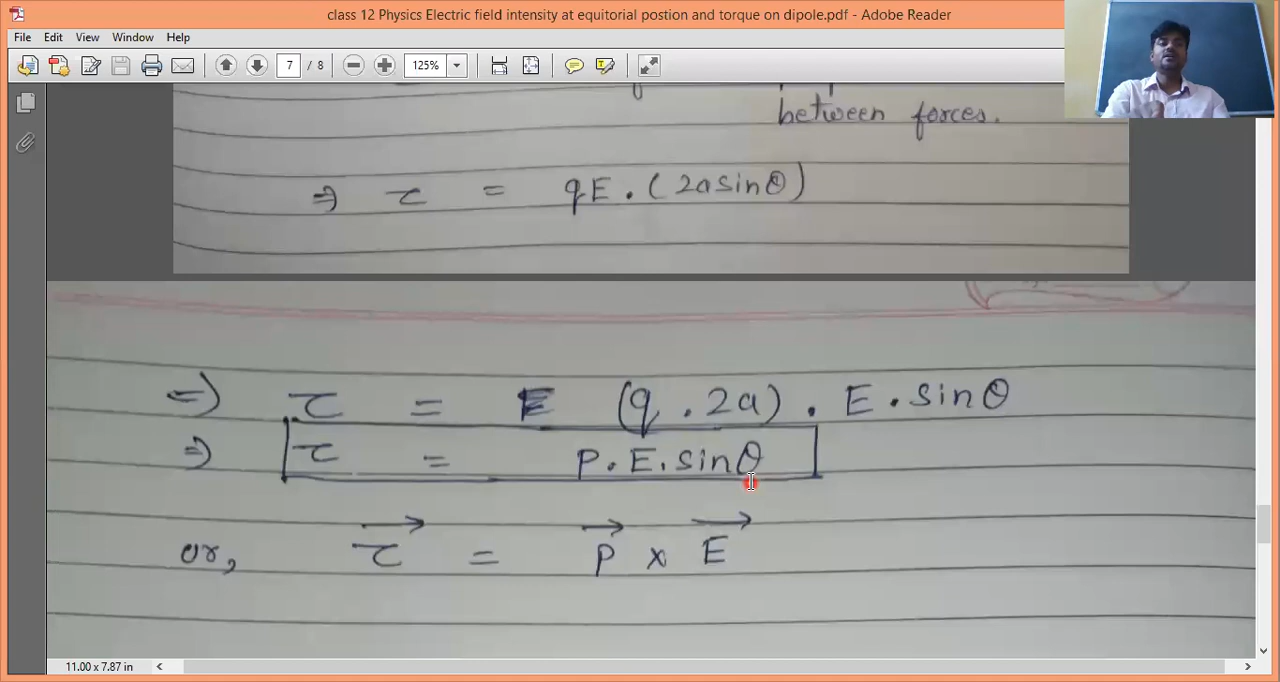 class 12 Physics Electric field intensity at equitorial postion and torque on dipole.pdf - Adobe Reader
File Edit View Window Help
7 / 8 125%
between forces.
⇒ τ = qE . (2a sinθ)
⇒ τ = E (q . 2a) . E . sinθ
⇒ τ = P . E . sinθ
or, τ⃗ = P⃗ × E⃗
11.00 x 7.87 in